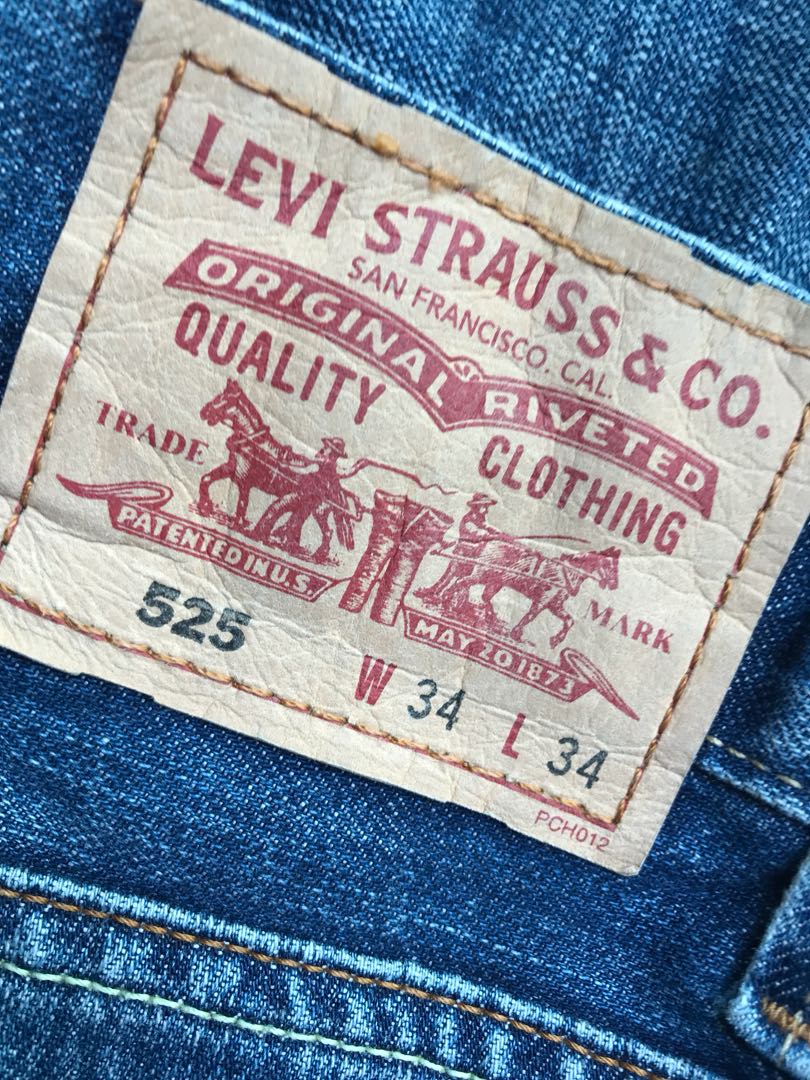 LEVI STRAUSS & CO.
SAN FRANCISCO. CAL.
ORIGINAL RIVETED
QUALITY CLOTHING
TRADE MARK
PATENTED IN U.S. MAY 20 1873
525
W 34 L 34
PCH012